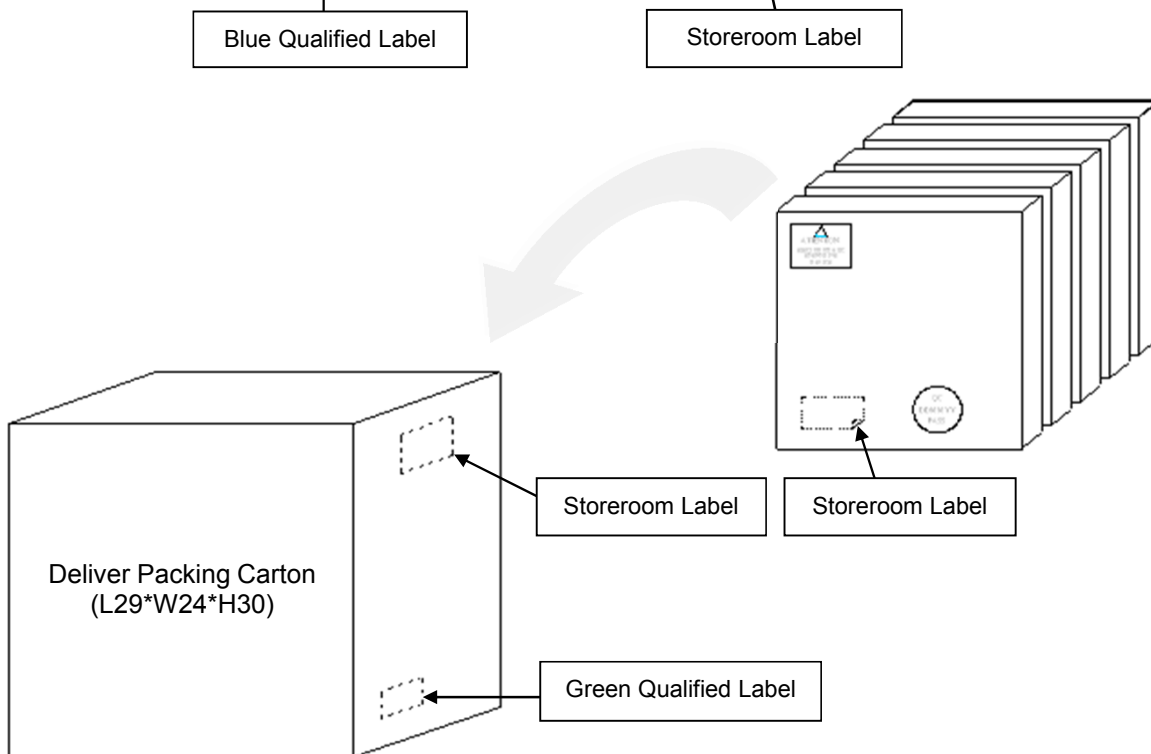 Blue Qualified Label
Storeroom Label
Storeroom Label
Storeroom Label
Deliver Packing Carton
(L29*W24*H30)
Green Qualified Label